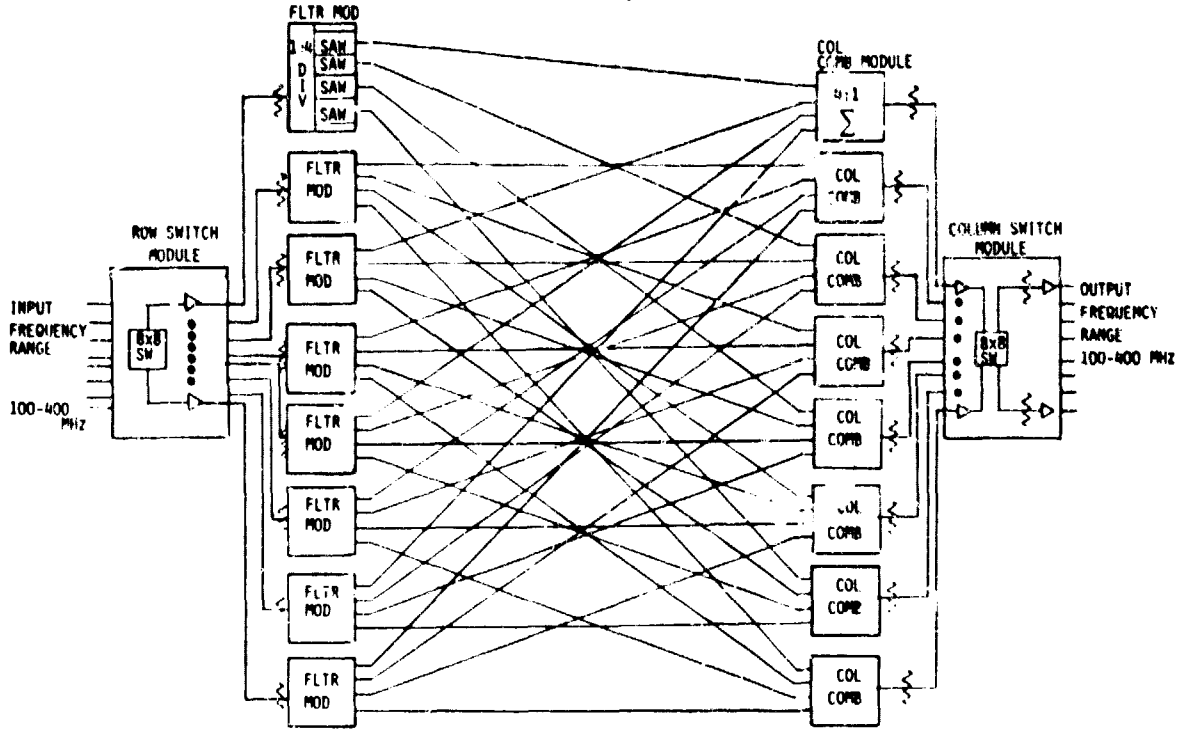 FLTR MOD
1:4
DIV
SAW
SAW
SAW
SAW
COL
COMB MODULE
4:1
∑
FLTR
MOD
COL
COMB
ROW SWITCH
MODULE
FLTR
MOD
COL
COMB
COLUMN SWITCH
MODULE
INPUT
FREQUENCY
RANGE
100-400
MHz
8x8
SW
FLTR
MOD
COL
COMB
8x8
SW
OUTPUT
FREQUENCY
RANGE
100-400 MHz
FLTR
MOD
COL
COMB
FLTR
MOD
COL
COMB
FLTR
MOD
COL
COMB
FLTR
MOD
COL
COMB